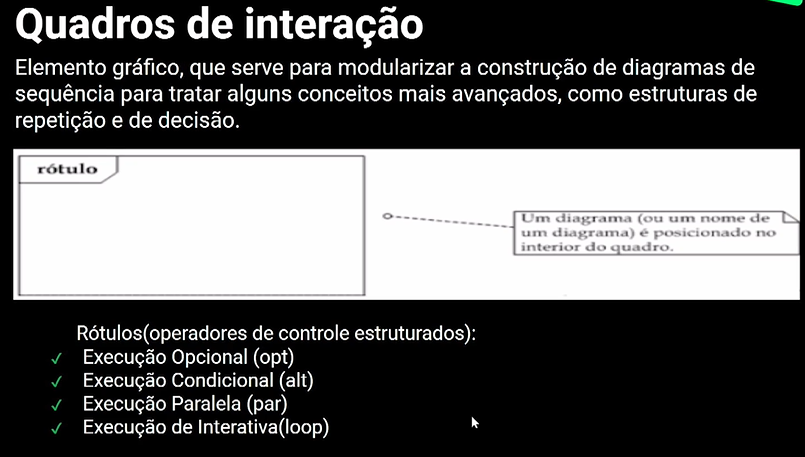 Quadros de interação
Elemento gráfico, que serve para modularizar a construção de diagramas de
sequência para tratar alguns conceitos mais avançados, como estruturas de
repetição e de decisão.
rótulo
Um diagrama (ou um nome de
um diagrama) é posicionado no
interior do quadro.
Rótulos(operadores de controle estruturados):
✓ Execução Opcional (opt)
✓ Execução Condicional (alt)
✓ Execução Paralela (par)
✓ Execução de Interativa(loop)